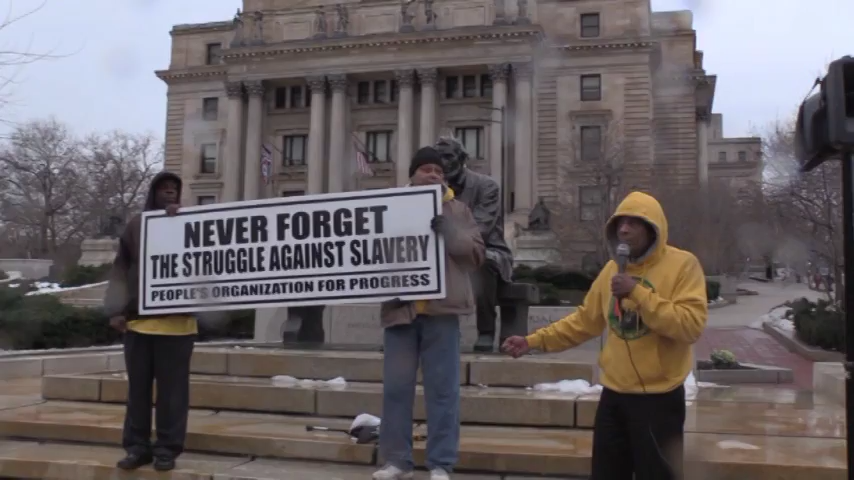 NEVER FORGET
THE STRUGGLE AGAINST SLAVERY
PEOPLE'S ORGANIZATION FOR PROGRESS